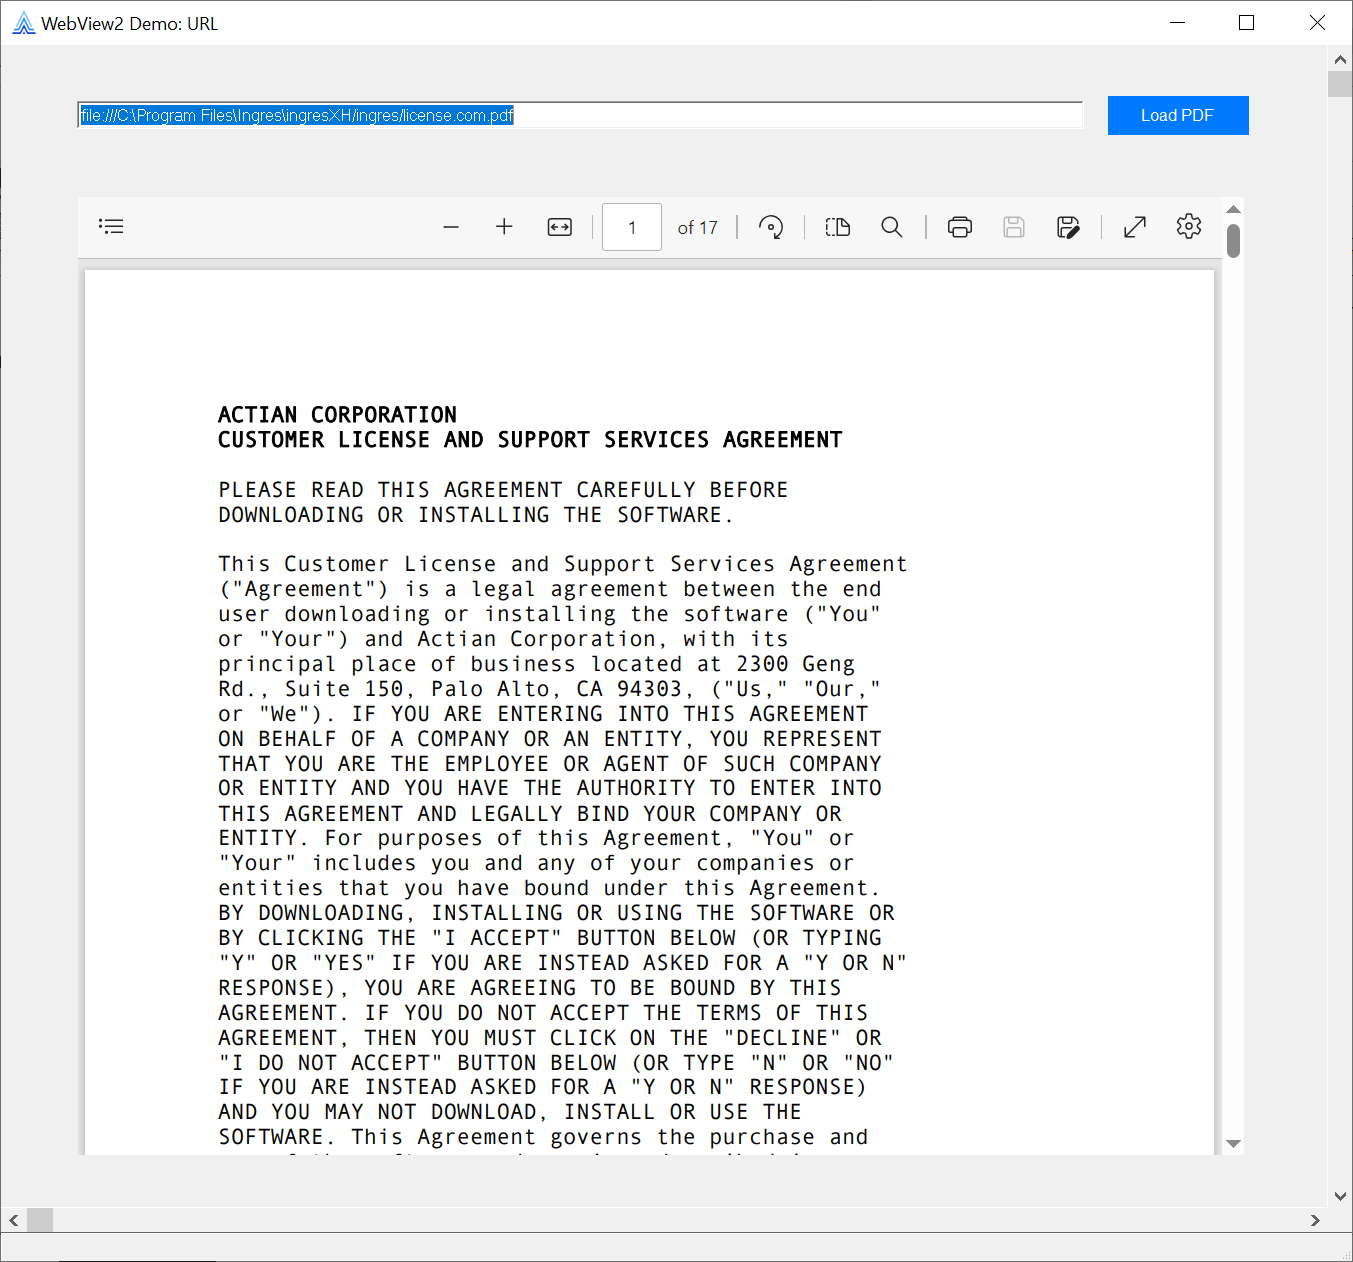 WebView2 Demo: URL
file:///C:\Program Files\Ingres\ingresXH/ingres/license.com.pdf
Load PDF
1 of 17
ACTIAN CORPORATION
CUSTOMER LICENSE AND SUPPORT SERVICES AGREEMENT
PLEASE READ THIS AGREEMENT CAREFULLY BEFORE
DOWNLOADING OR INSTALLING THE SOFTWARE.
This Customer License and Support Services Agreement
("Agreement") is a legal agreement between the end
user downloading or installing the software ("You"
or "Your") and Actian Corporation, with its
principal place of business located at 2300 Geng
Rd., Suite 150, Palo Alto, CA 94303, ("Us," "Our,"
or "We"). IF YOU ARE ENTERING INTO THIS AGREEMENT
ON BEHALF OF A COMPANY OR AN ENTITY, YOU REPRESENT
THAT YOU ARE THE EMPLOYEE OR AGENT OF SUCH COMPANY
OR ENTITY AND YOU HAVE THE AUTHORITY TO ENTER INTO
THIS AGREEMENT AND LEGALLY BIND YOUR COMPANY OR
ENTITY. For purposes of this Agreement, "You" or
"Your" includes you and any of your companies or
entities that you have bound under this Agreement.
BY DOWNLOADING, INSTALLING OR USING THE SOFTWARE OR
BY CLICKING THE "I ACCEPT" BUTTON BELOW (OR TYPING
"Y" OR "YES" IF YOU ARE INSTEAD ASKED FOR A "Y OR N"
RESPONSE), YOU ARE AGREEING TO BE BOUND BY THIS
AGREEMENT. IF YOU DO NOT ACCEPT THE TERMS OF THIS
AGREEMENT, THEN YOU MUST CLICK ON THE "DECLINE" OR
"I DO NOT ACCEPT" BUTTON BELOW (OR TYPE "N" OR "NO"
IF YOU ARE INSTEAD ASKED FOR A "Y OR N" RESPONSE)
AND YOU MAY NOT DOWNLOAD, INSTALL OR USE THE
SOFTWARE. This Agreement governs the purchase and